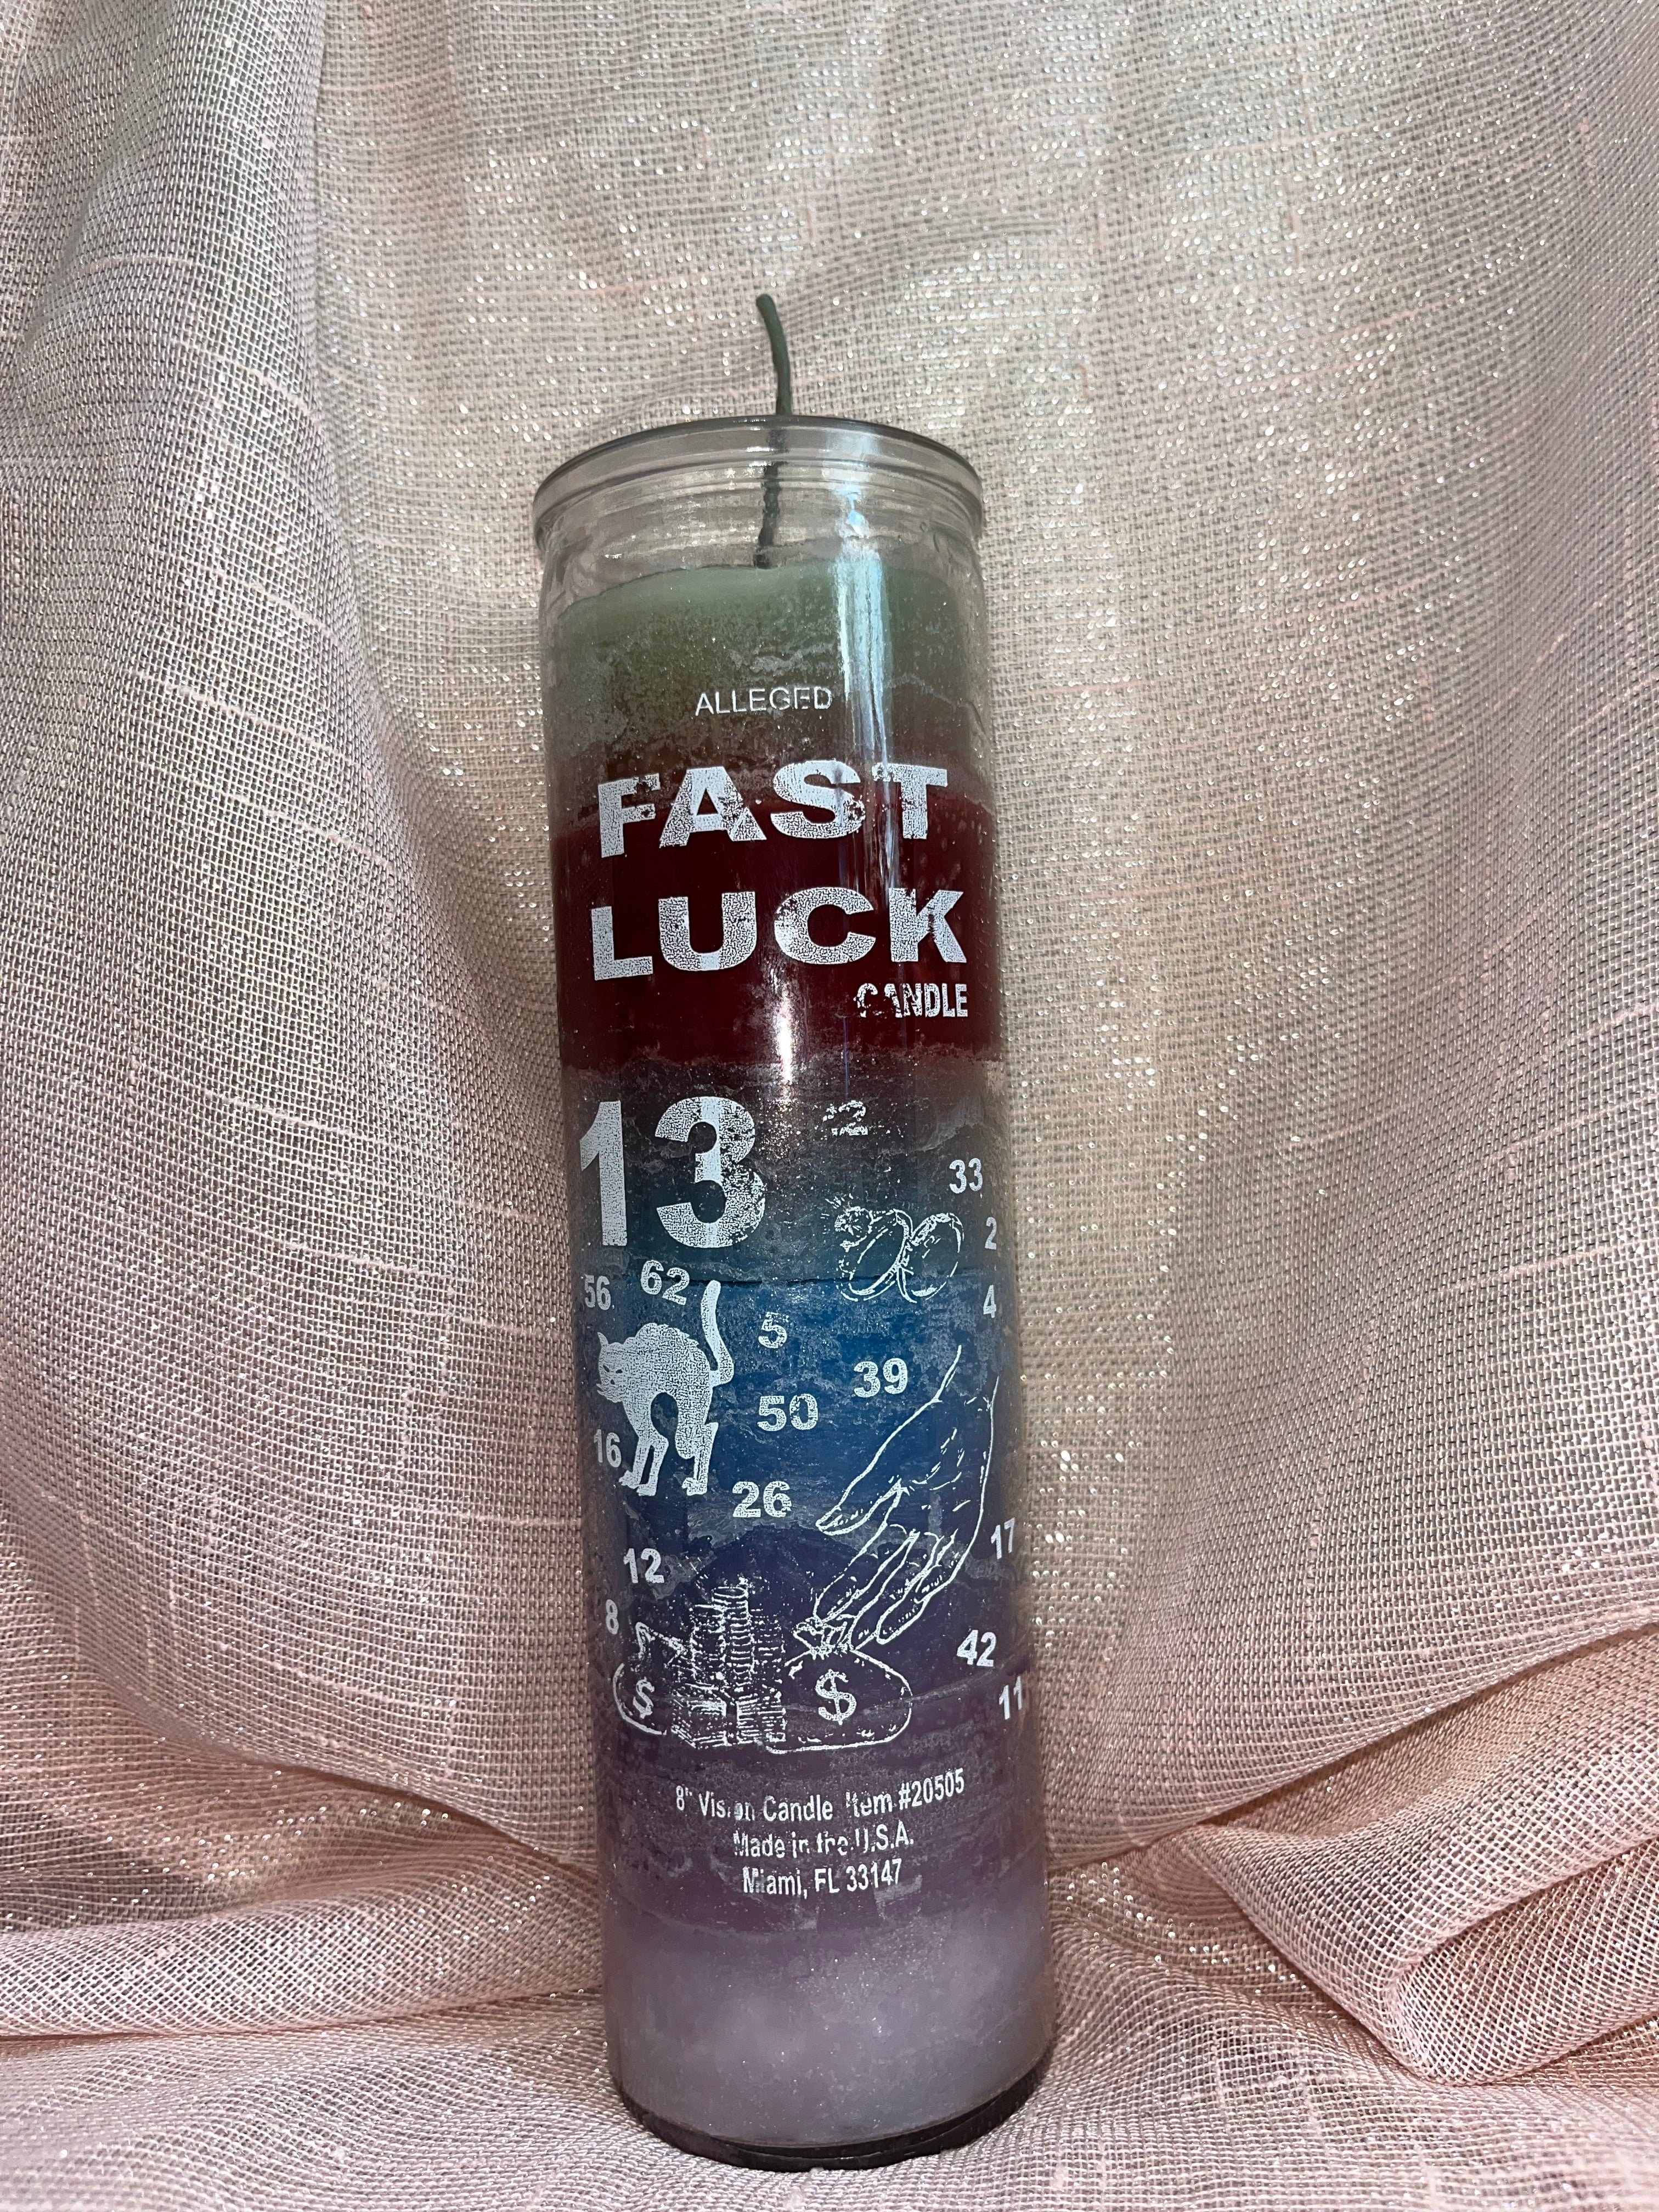 ALLEGED
FAST
LUCK
CANDLE
13
33
2
56 62
4
5
39
50
16
26
17
12
8
42
11
$ $
8" Vision Candle Item #20505
Made in the U.S.A.
Miami, FL 33147